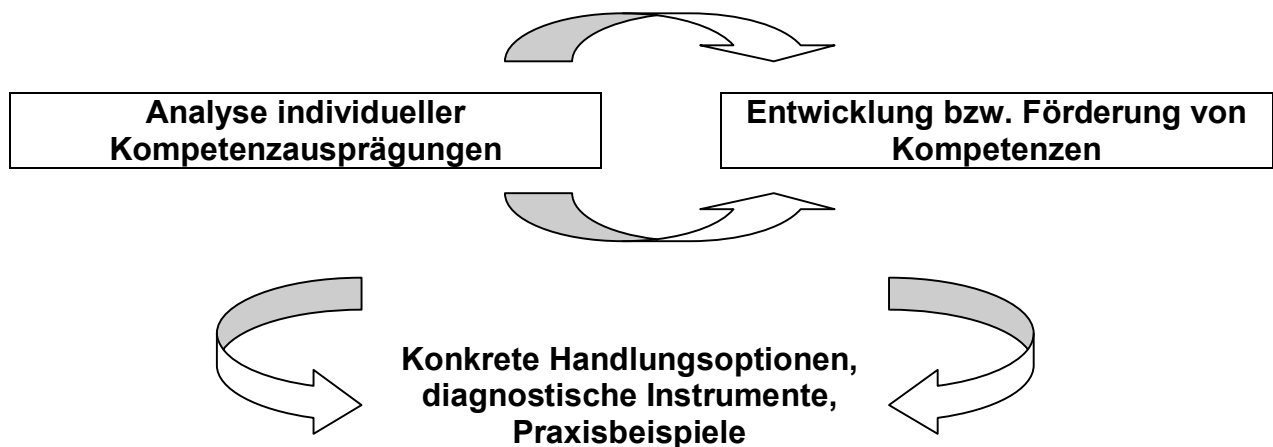 Analyse individueller
Kompetenzausprägungen
Entwicklung bzw. Förderung von
Kompetenzen
Konkrete Handlungsoptionen,
diagnostische Instrumente,
Praxisbeispiele